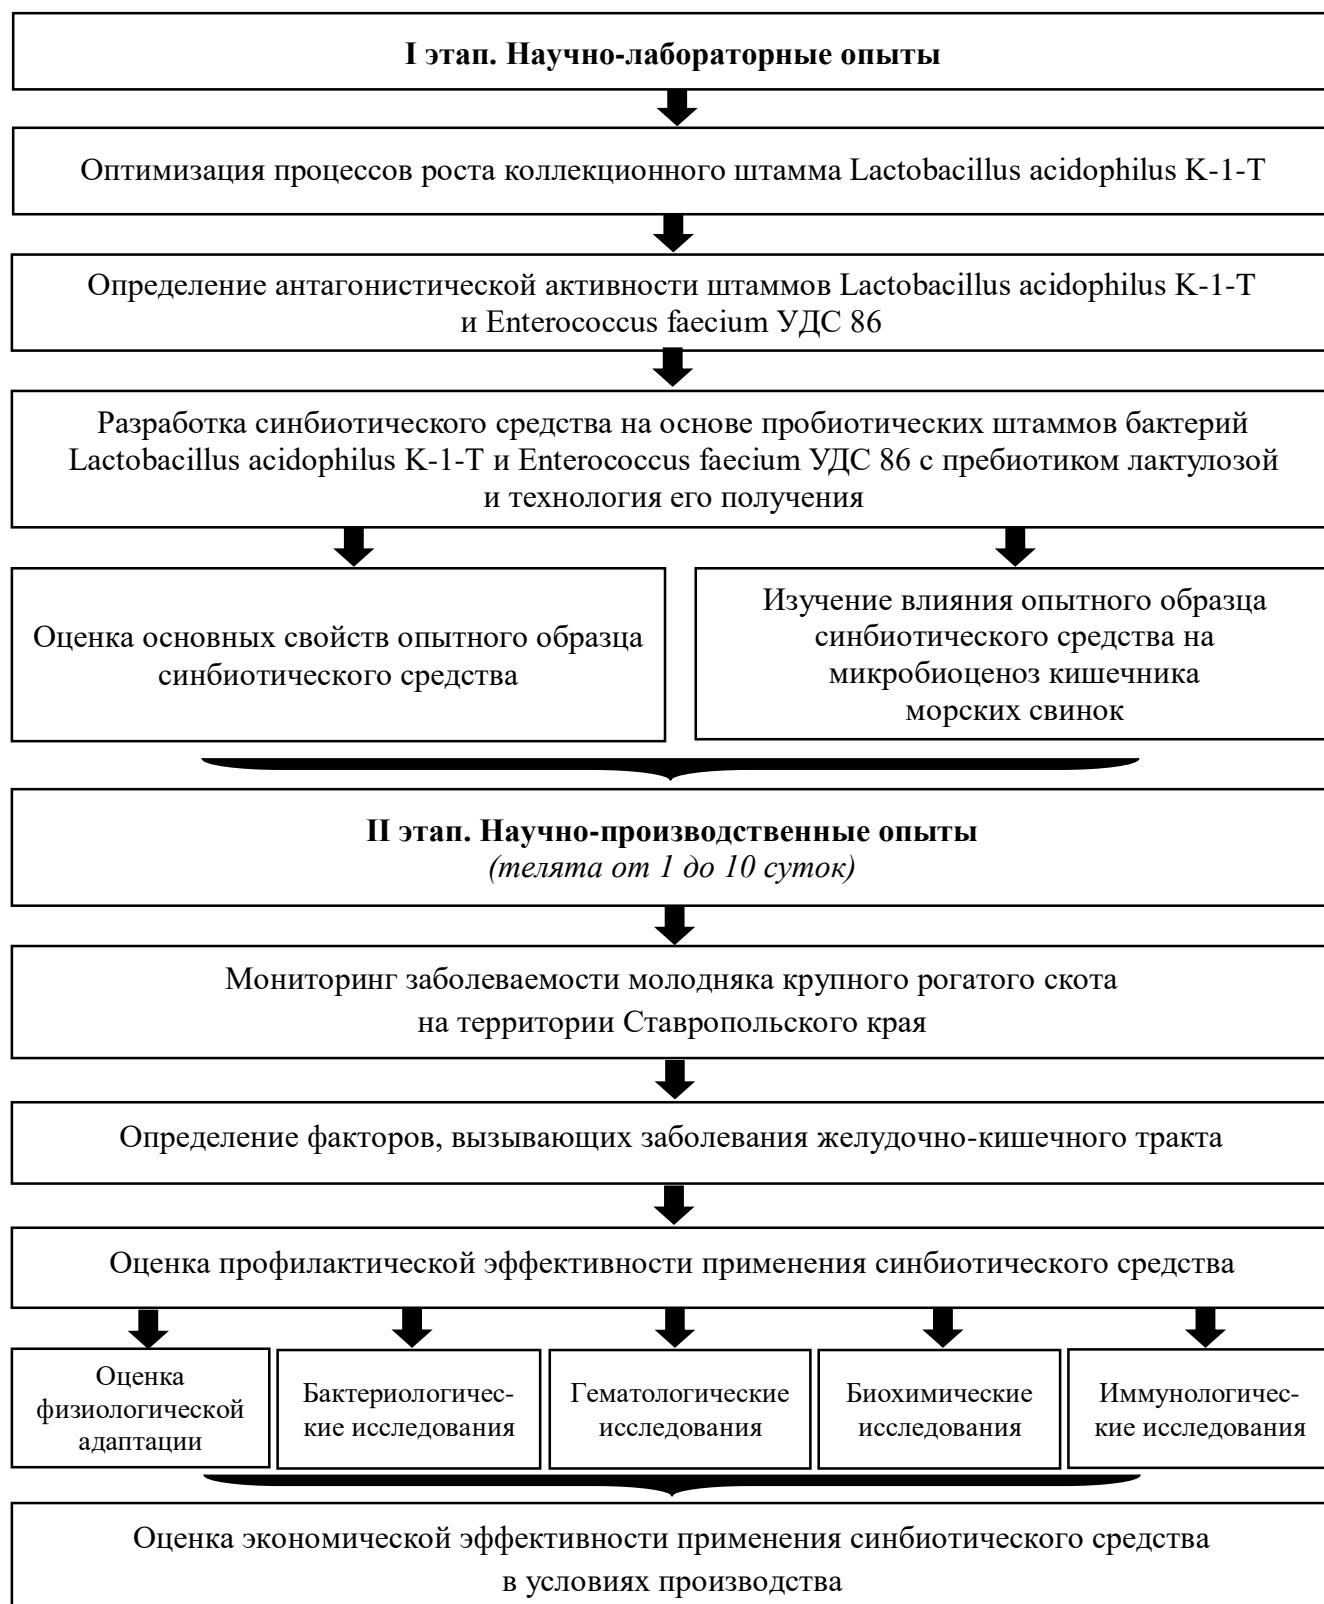 I этап. Научно-лабораторные опыты
Оптимизация процессов роста коллекционного штамма Lactobacillus acidophilus К-1-Т
Определение антагонистической активности штаммов Lactobacillus acidophilus К-1-Т
и Enterococcus faecium УДС 86
Разработка синбиотического средства на основе пробиотических штаммов бактерий
Lactobacillus acidophilus К-1-Т и Enterococcus faecium УДС 86 с пребиотиком лактулозой
и технология его получения
Оценка основных свойств опытного образца
синбиотического средства
Изучение влияния опытного образца
синбиотического средства на
микробиоценоз кишечника
морских свинок
II этап. Научно-производственные опыты
(телята от 1 до 10 суток)
Мониторинг заболеваемости молодняка крупного рогатого скота
на территории Ставропольского края
Определение факторов, вызывающих заболевания желудочно-кишечного тракта
Оценка профилактической эффективности применения синбиотического средства
Оценка
физиологической
адаптации
Бактериологичес-
кие исследования
Гематологические
исследования
Биохимические
исследования
Иммунологичес-
кие исследования
Оценка экономической эффективности применения синбиотического средства
в условиях производства